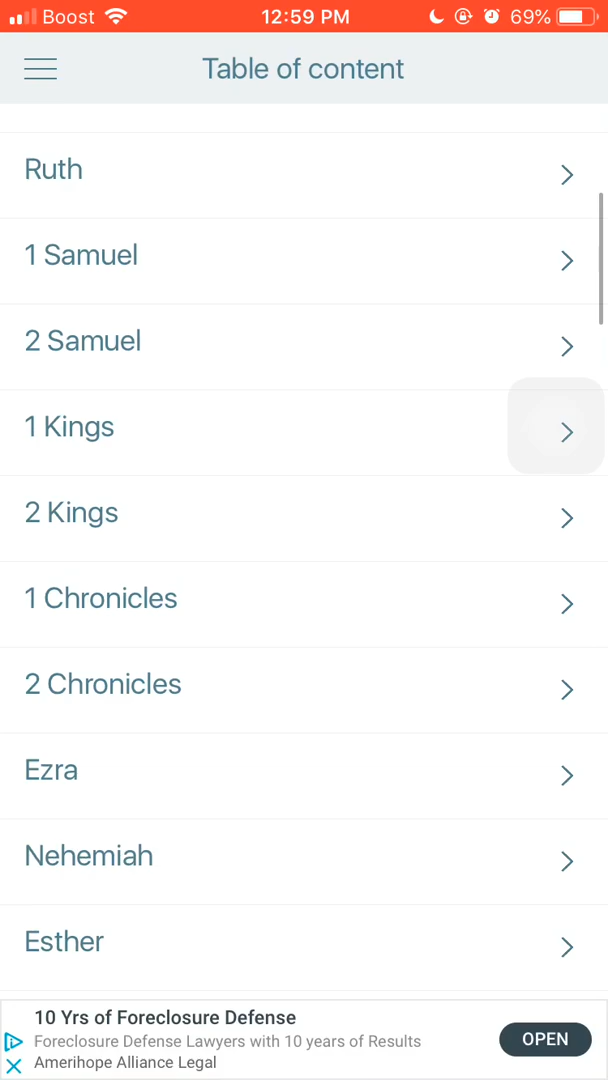 Boost 12:59 PM 69%
Table of content
Ruth
1 Samuel
2 Samuel
1 Kings
2 Kings
1 Chronicles
2 Chronicles
Ezra
Nehemiah
Esther
10 Yrs of Foreclosure Defense
Foreclosure Defense Lawyers with 10 years of Results
Amerihope Alliance Legal
OPEN